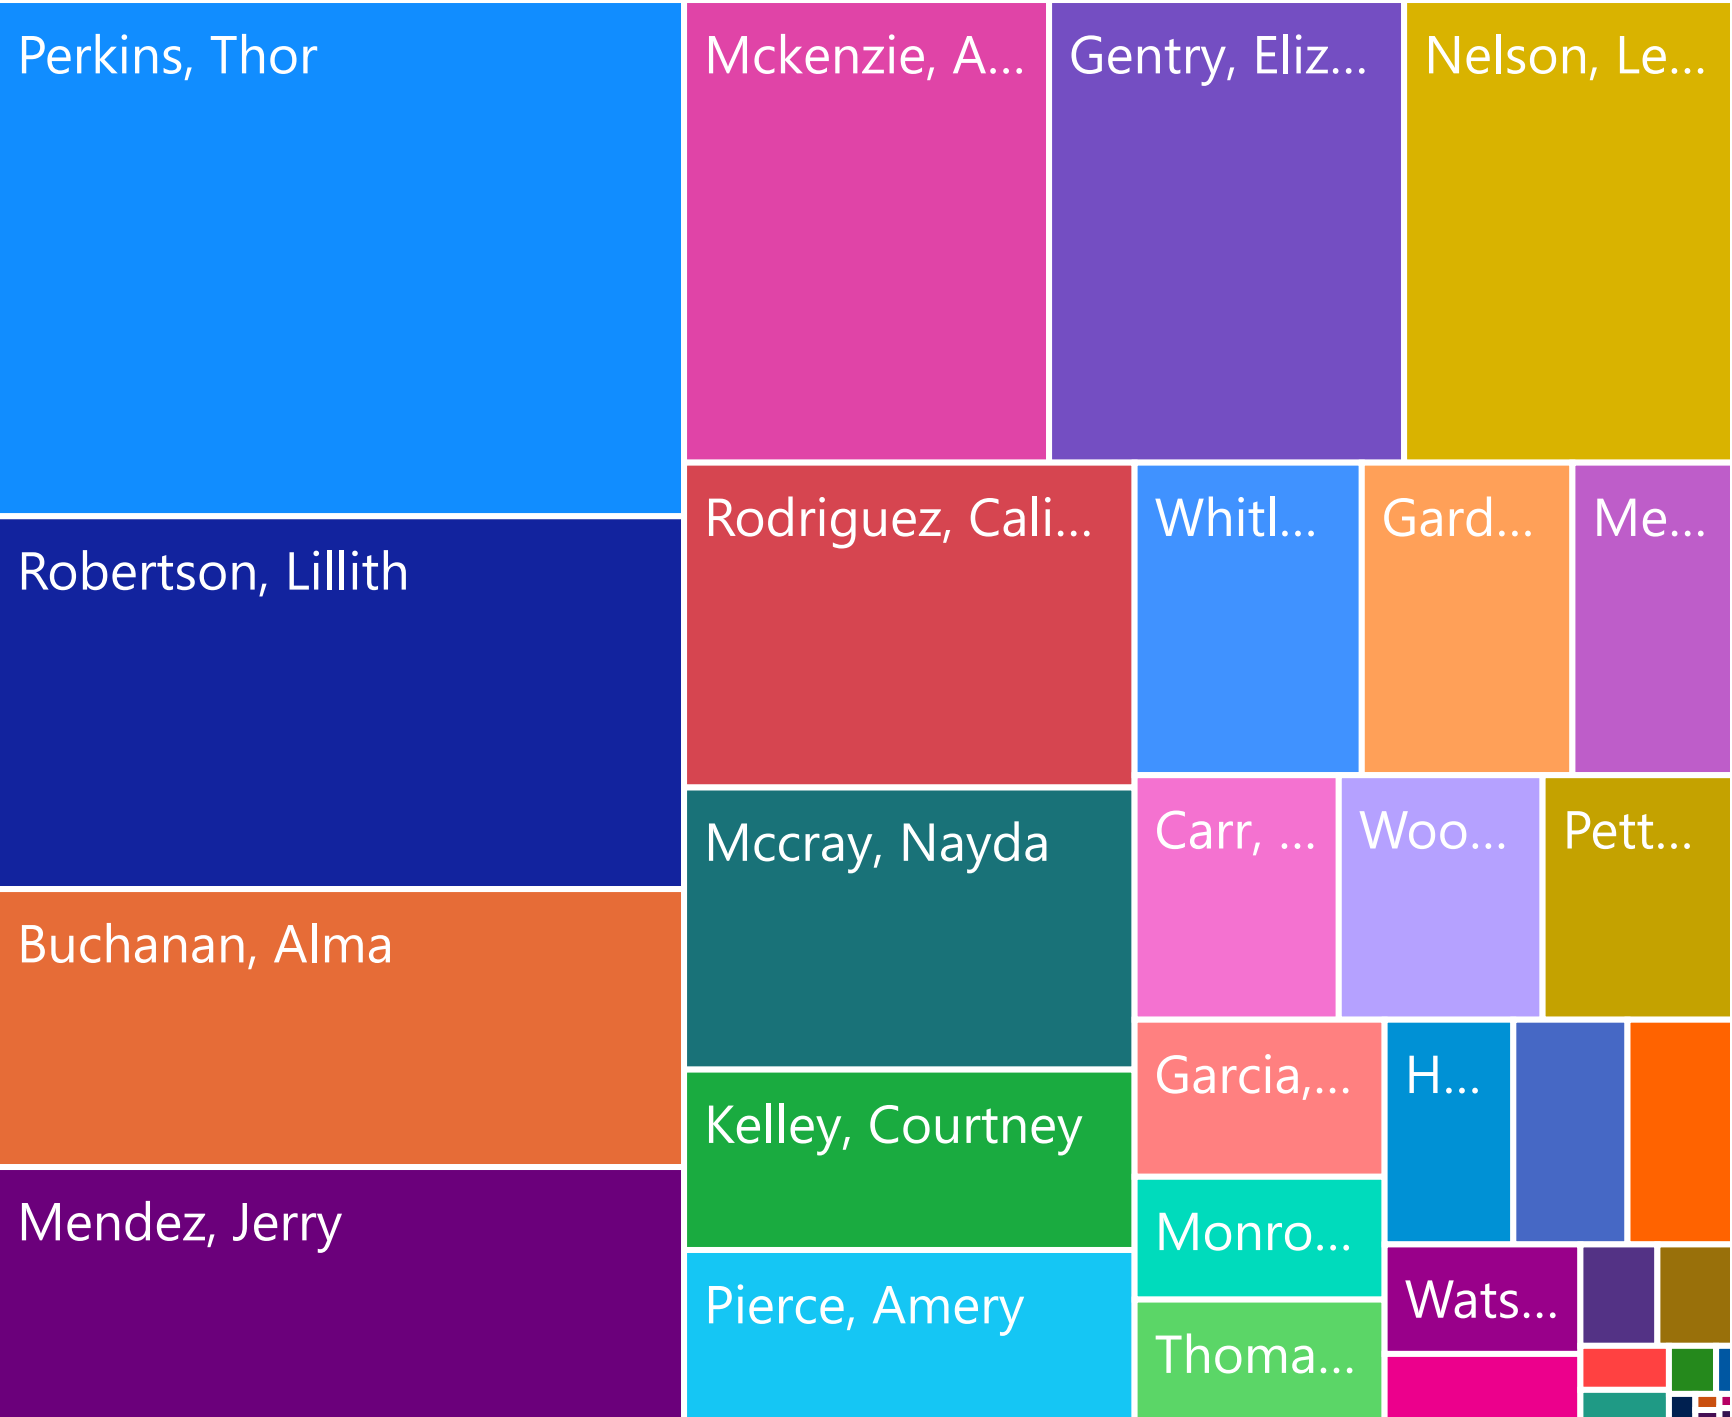 Perkins, Thor
Robertson, Lillith
Buchanan, Alma
Mendez, Jerry
Mckenzie, A...
Gentry, Eliz...
Nelson, Le...
Rodriguez, Cali...
Mccray, Nayda
Kelley, Courtney
Pierce, Amery
Whitl...
Gard...
Me...
Carr, ...
Woo...
Pett...
Garcia,...
Monro...
Thoma...
H...
Wats...